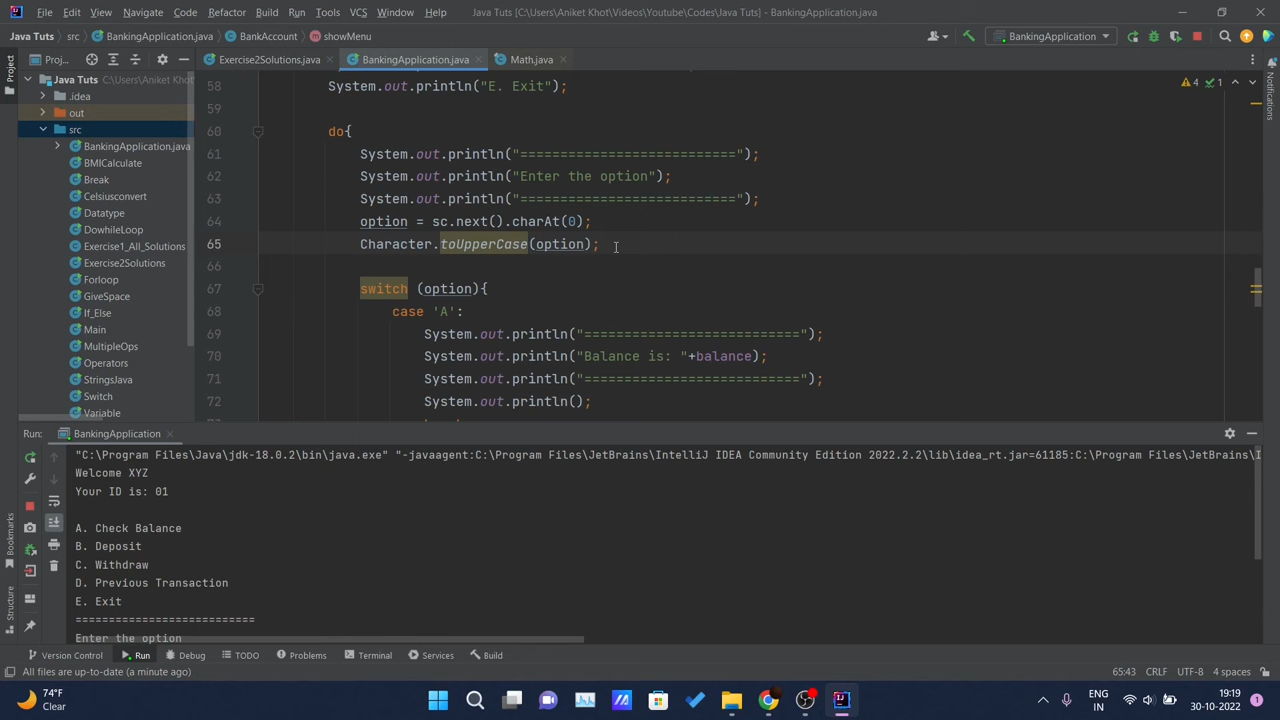 File Edit View Navigate Code Refactor Build Run Tools VCS Window Help Java Tuts [C:\Aniket Khot\Videos\Youtube\Codes\Java Tuts] - BankingApplication.java
Java Tuts src BankingApplication.java BankAccount showMenu BankingApplication
Project Proj... Exercise2Solutions.java BankingApplication.java Math.java Notifications
Java Tuts C:\Aniket Kho
.idea
out
src
BankingApplication.java
BMICalculate
Break
Celsiusconvert
Datatype
DowhileLoop
Exercise1_All_Solutions
Exercise2Solutions
Forloop
GiveSpace
If_Else
Main
MultipleOps
Operators
StringsJava
Switch
Variable
4 1
58 System.out.println("E. Exit");
59
60 do{
61 System.out.println("===========================");
62 System.out.println("Enter the option");
63 System.out.println("===========================");
64 option = sc.next().charAt(0);
65 Character.toUpperCase(option);
66
67 switch (option){
68 case 'A':
69 System.out.println("===========================");
70 System.out.println("Balance is: "+balance);
71 System.out.println("===========================");
72 System.out.println();
Run: BankingApplication
"C:\Program Files\Java\jdk-18.0.2\bin\java.exe" "-javaagent:C:\Program Files\JetBrains\IntelliJ IDEA Community Edition 2022.2.2\lib\idea_rt.jar=61185:C:\Program Files\JetBrains\I
Welcome XYZ
Your ID is: 01
A. Check Balance
B. Deposit
C. Withdraw
D. Previous Transaction
E. Exit
===========================
Enter the option
Bookmarks
Structure
Version Control Run Debug TODO Problems Terminal Services Build
All files are up-to-date (a minute ago) 65:43 CRLF UTF-8 4 spaces
74°F
Clear
ENG
IN
19:19
30-10-2022
1